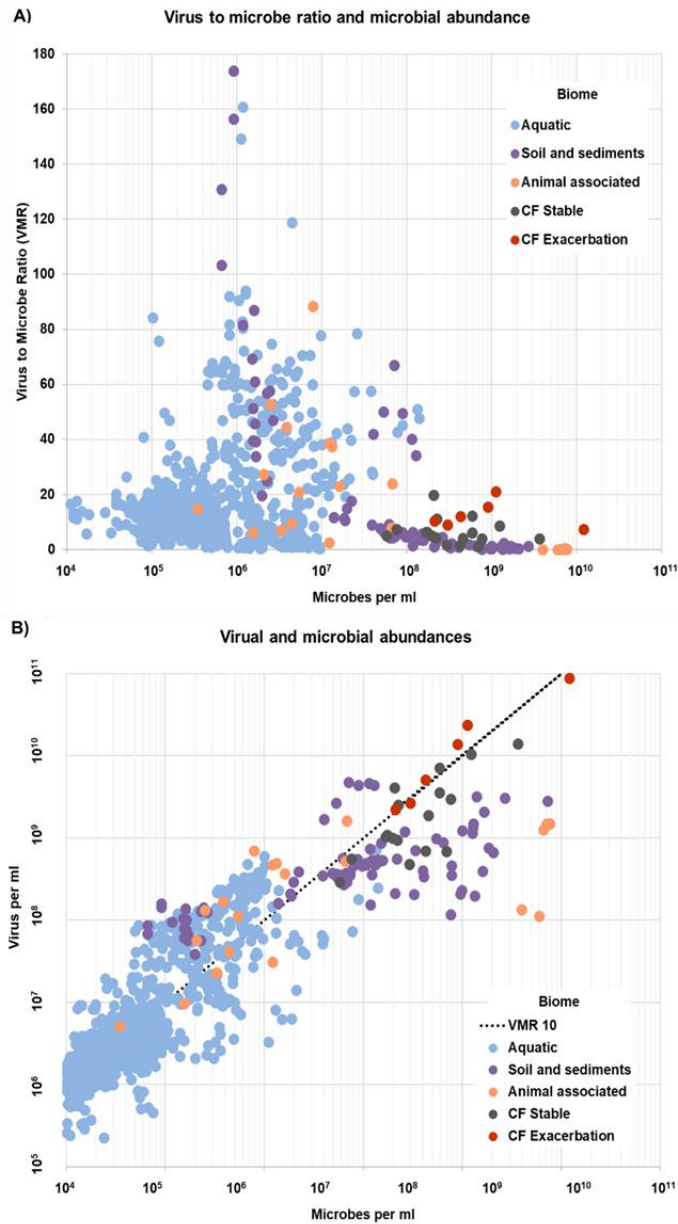 A)
Virus to microbe ratio and microbial abundance
180
160
140
120
100
80
60
40
20
0
Virus to Microbe Ratio (VMR)
Biome
Aquatic
Soil and sediments
Animal associated
CF Stable
CF Exacerbation
10⁴ 10⁵ 10⁶ 10⁷ 10⁸ 10⁹ 10¹⁰ 10¹¹
Microbes per ml
B)
Virual and microbial abundances
10¹¹
10¹⁰
10⁹
10⁸
10⁷
10⁶
10⁵
Virus per ml
Biome
VMR 10
Aquatic
Soil and sediments
Animal associated
CF Stable
CF Exacerbation
10⁴ 10⁵ 10⁶ 10⁷ 10⁸ 10⁹ 10¹⁰ 10¹¹
Microbes per ml